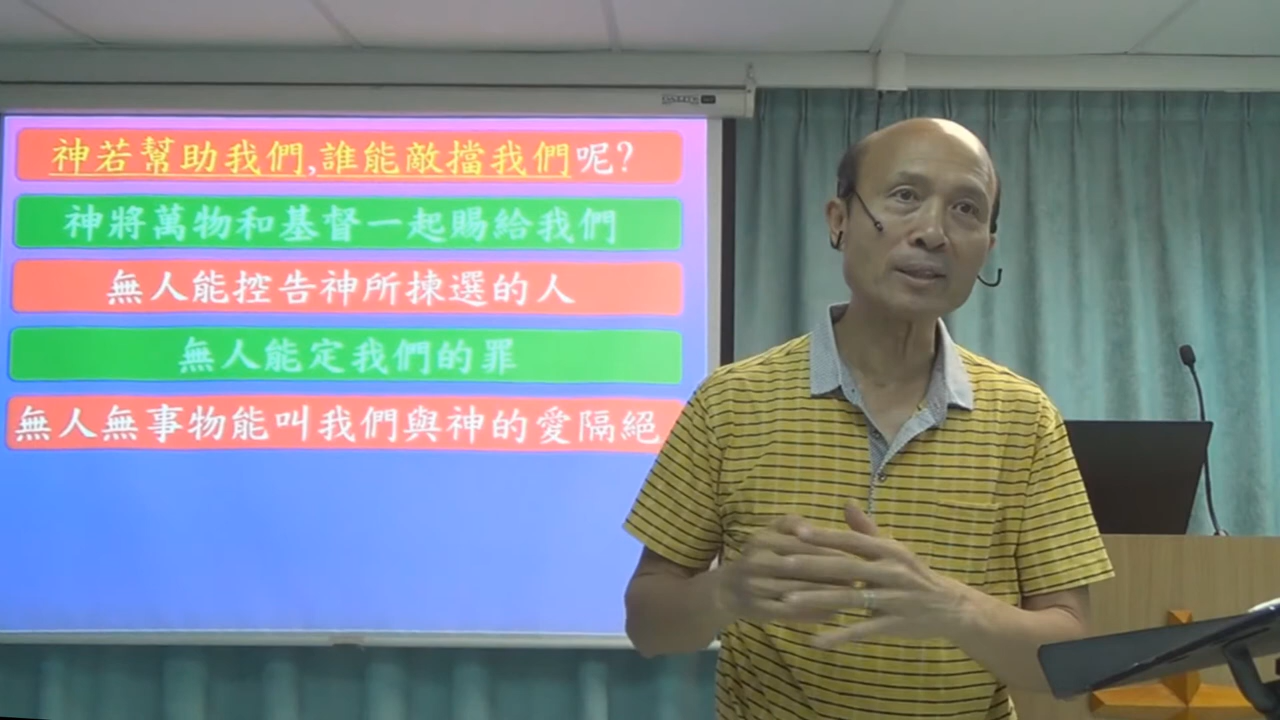 神若幫助我們,誰能敵擋我們呢?
神將萬物和基督一起賜給我們
無人能控告神所揀選的人
無人能定我們的罪
無人無事物能叫我們與神的愛隔絕